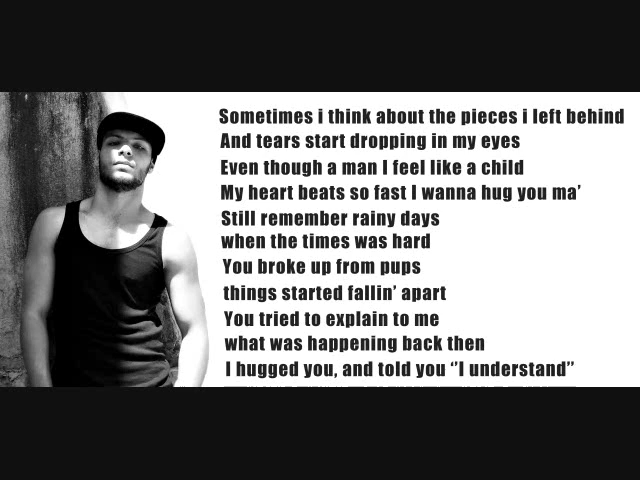 Sometimes i think about the pieces i left behind
And tears start dropping in my eyes
Even though a man I feel like a child
My heart beats so fast I wanna hug you ma’
Still remember rainy days
when the times was hard
You broke up from pups
things started fallin’ apart
You tried to explain to me
what was happening back then
I hugged you, and told you ‘’I understand’’